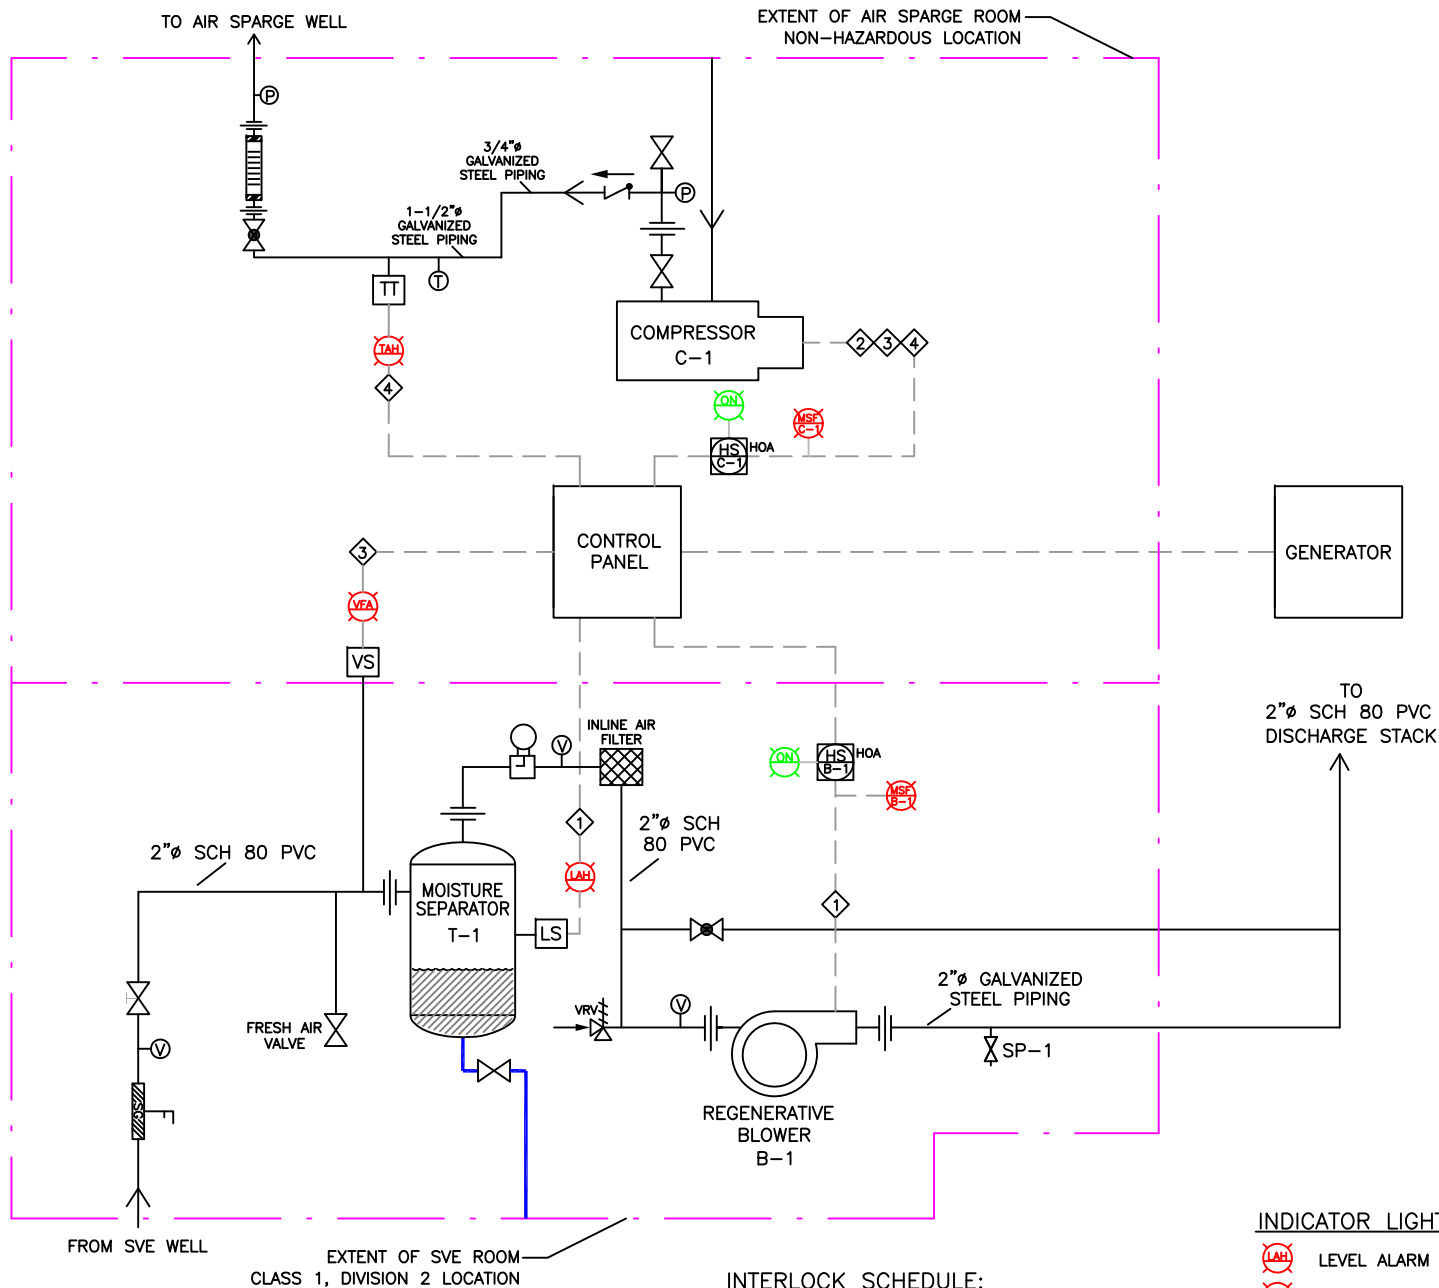 TO AIR SPARGE WELL
EXTENT OF AIR SPARGE ROOM
NON-HAZARDOUS LOCATION
P
3/4"ø
GALVANIZED
STEEL PIPING
P
1-1/2"ø
GALVANIZED
STEEL PIPING
T
TT
COMPRESSOR
C-1
2
3
4
TAH
4
ON
MSF
C-1
HS
C-1
HOA
CONTROL
PANEL
GENERATOR
3
VFA
VS
TO
2"ø SCH 80 PVC
DISCHARGE STACK
INLINE AIR
FILTER
V
ON
HS
B-1
HOA
MSF
B-1
1
2"ø SCH
80 PVC
2"ø SCH 80 PVC
LAH
MOISTURE
SEPARATOR
T-1
LS
1
2"ø GALVANIZED
STEEL PIPING
VRV
V
FRESH AIR
VALVE
V
SP-1
SG
REGENERATIVE
BLOWER
B-1
FROM SVE WELL
EXTENT OF SVE ROOM
CLASS 1, DIVISION 2 LOCATION
INTERLOCK SCHEDULE:
INDICATOR LIGHT
LAH
LEVEL ALARM